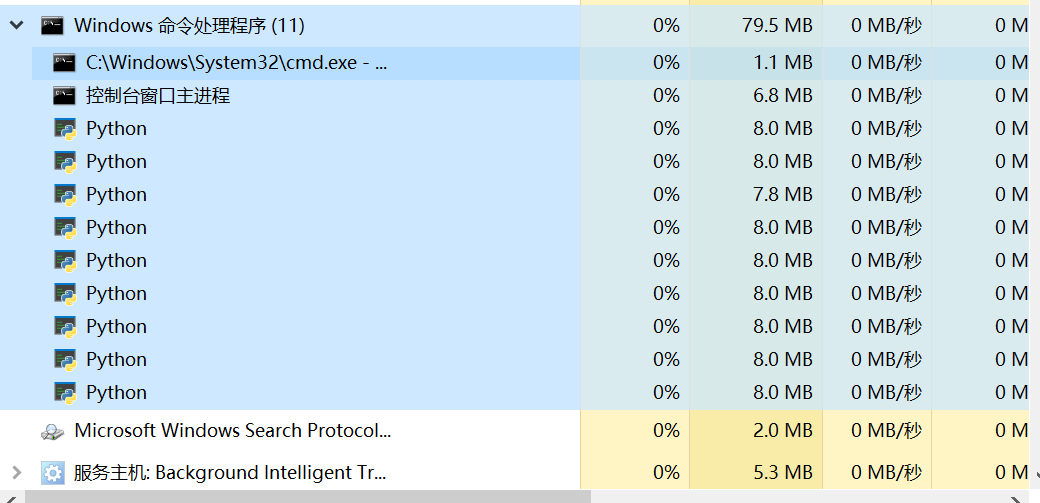 Windows 命令处理程序 (11) 0% 79.5 MB 0 MB/秒 0 M
C:\Windows\System32\cmd.exe - ... 0% 1.1 MB 0 MB/秒 0 M
控制台窗口主进程 0% 6.8 MB 0 MB/秒 0 M
Python 0% 8.0 MB 0 MB/秒 0 M
Python 0% 8.0 MB 0 MB/秒 0 M
Python 0% 7.8 MB 0 MB/秒 0 M
Python 0% 8.0 MB 0 MB/秒 0 M
Python 0% 8.0 MB 0 MB/秒 0 M
Python 0% 8.0 MB 0 MB/秒 0 M
Python 0% 8.0 MB 0 MB/秒 0 M
Python 0% 8.0 MB 0 MB/秒 0 M
Python 0% 8.0 MB 0 MB/秒 0 M
Microsoft Windows Search Protocol... 0% 2.0 MB 0 MB/秒 0 M
服务主机: Background Intelligent Tr... 0% 5.3 MB 0 MB/秒 0 M